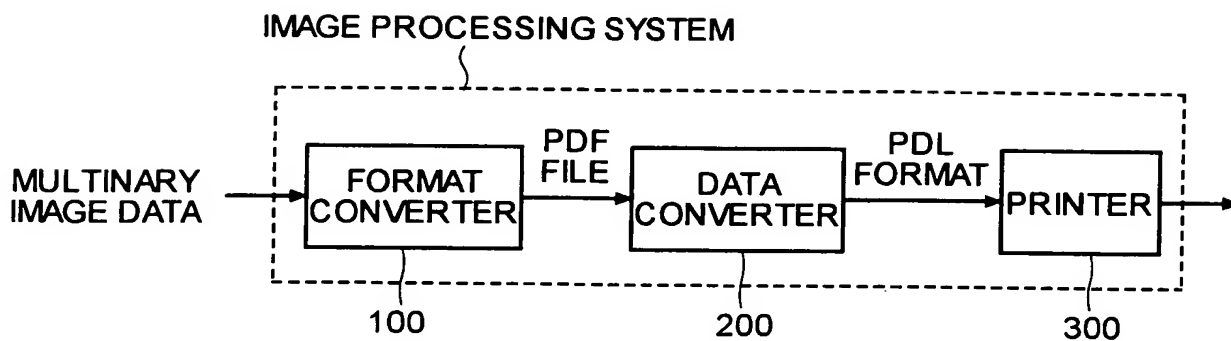 IMAGE PROCESSING SYSTEM
MULTINARY
IMAGE DATA
FORMAT
CONVERTER
PDF
FILE
DATA
CONVERTER
PDL
FORMAT
PRINTER
100
200
300